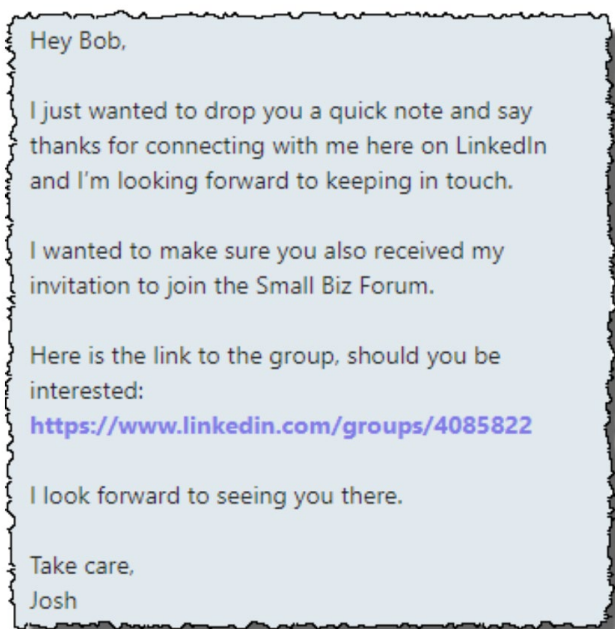 Hey Bob,
I just wanted to drop you a quick note and say
thanks for connecting with me here on LinkedIn
and I'm looking forward to keeping in touch.
I wanted to make sure you also received my
invitation to join the Small Biz Forum.
Here is the link to the group, should you be
interested:
https://www.linkedin.com/groups/4085822
I look forward to seeing you there.
Take care,
Josh